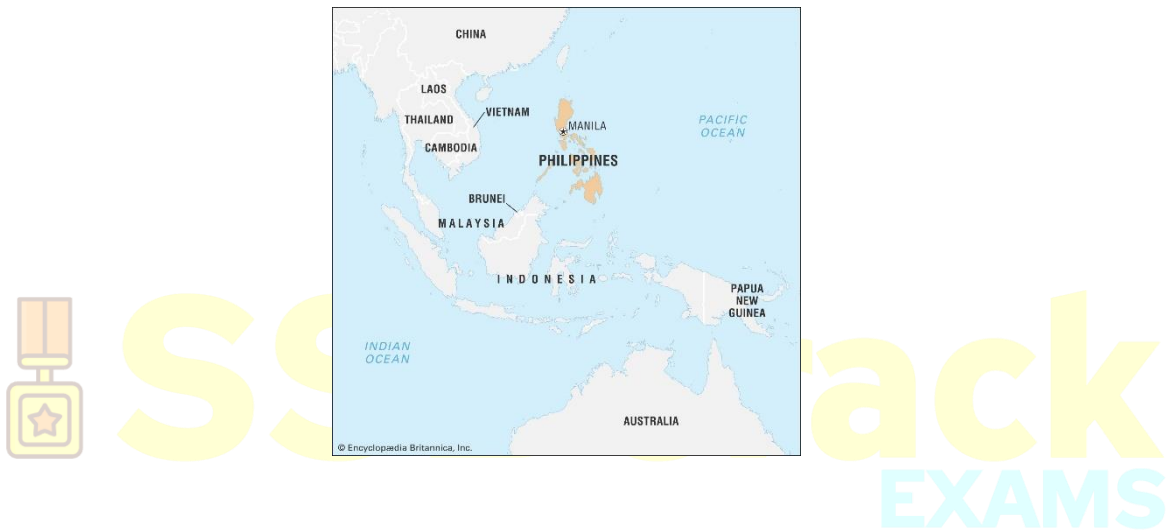 CHINA
LAOS
VIETNAM
THAILAND
MANILA
PACIFIC
OCEAN
CAMBODIA
PHILIPPINES
BRUNEI
MALAYSIA
INDONESIA
PAPUA
NEW
GUINEA
INDIAN
OCEAN
AUSTRALIA
© Encyclopædia Britannica, Inc.
EXAMS